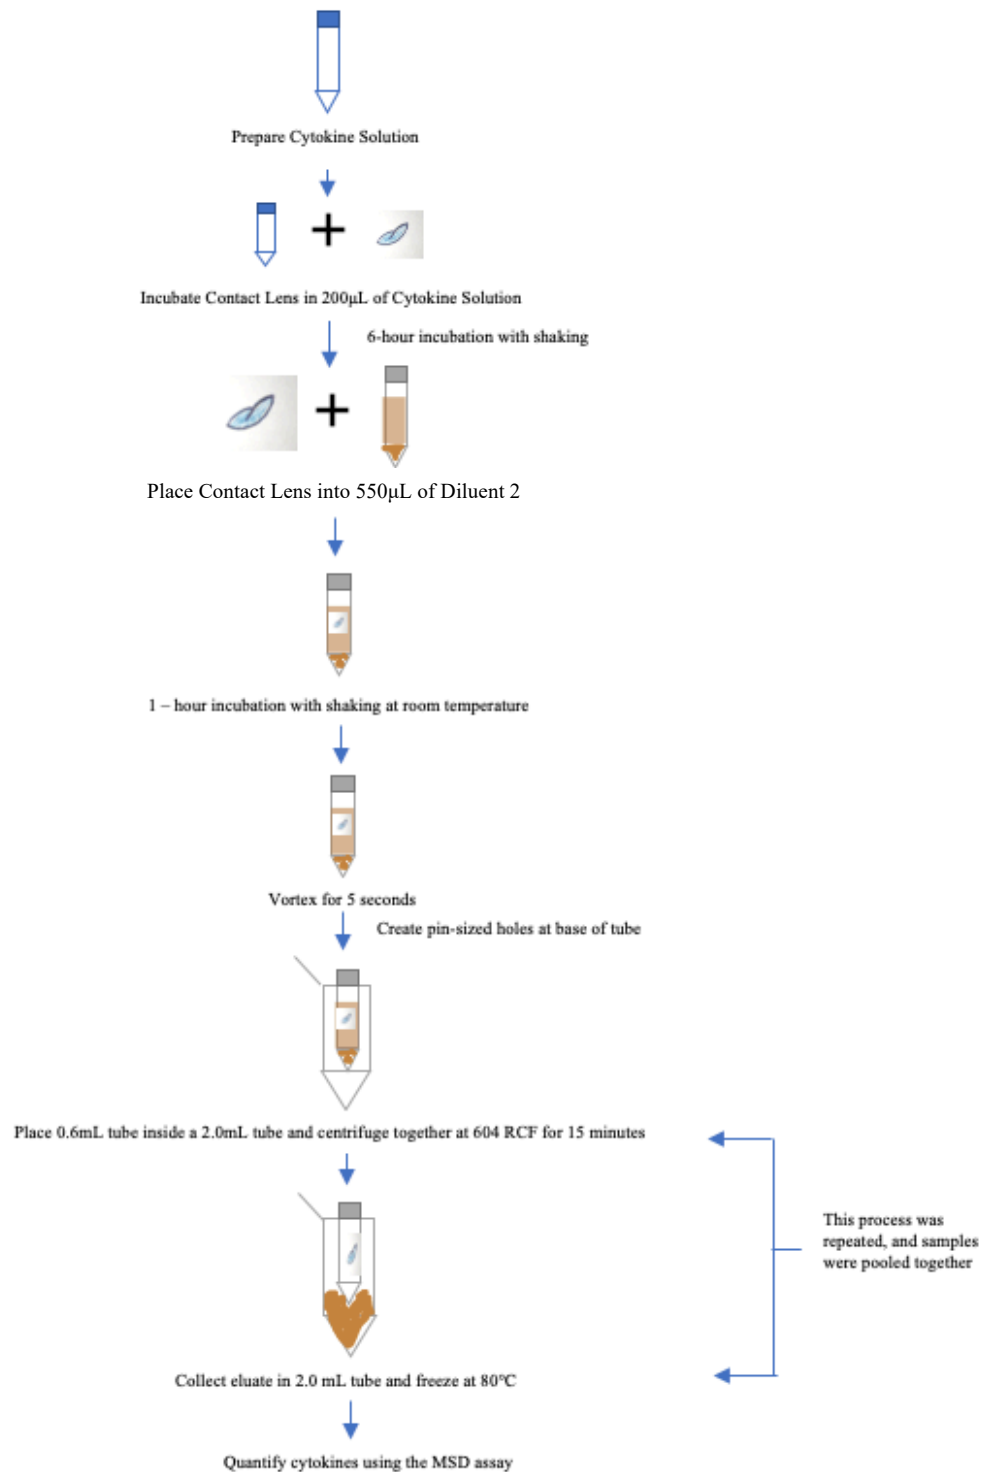 Prepare Cytokine Solution
Incubate Contact Lens in 200µL of Cytokine Solution
6-hour incubation with shaking
Place Contact Lens into 550µL of Diluent 2
1 – hour incubation with shaking at room temperature
Vortex for 5 seconds
Create pin-sized holes at base of tube
Place 0.6mL tube inside a 2.0mL tube and centrifuge together at 604 RCF for 15 minutes
This process was
repeated, and samples
were pooled together
Collect eluate in 2.0 mL tube and freeze at 80°C
Quantify cytokines using the MSD assay